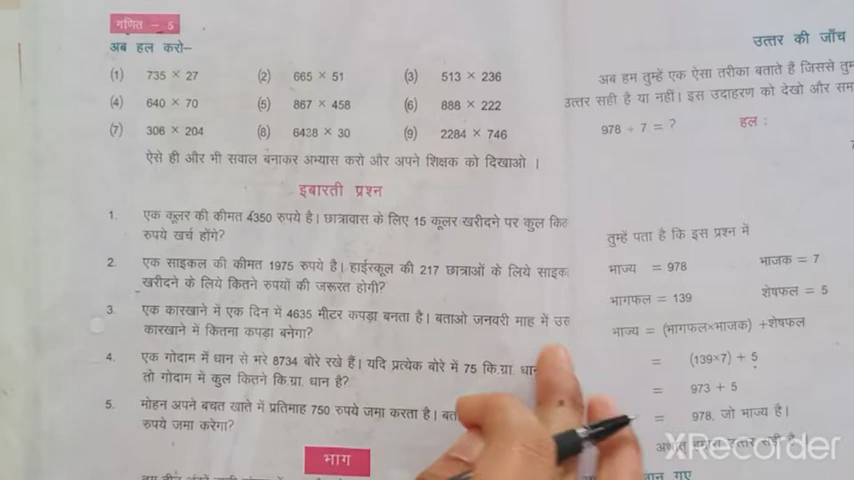 गणित – 5
अब हल करो–
(1) 735 × 27 (2) 665 × 51 (3) 513 × 236
(4) 640 × 70 (5) 867 × 458 (6) 888 × 222
(7) 306 × 204 (8) 6438 × 30 (9) 2284 × 746
ऐसे ही और भी सवाल बनाकर अभ्यास करो और अपने शिक्षक को दिखाओ ।
इबारती प्रश्न
1. एक कूलर की कीमत 4350 रुपये है। छात्रावास के लिए 15 कूलर खरीदने पर कुल
रुपये खर्च होंगे?
2. एक साइकल की कीमत 1975 रुपये है। हाईस्कूल की 217 छात्राओं के लिये
खरीदने के लिये कितने रुपयों की जरूरत होगी?
3. एक कारखाने में एक दिन में 4635 मीटर कपड़ा बनता है। बताओ जनवरी माह में
कारखाने में कितना कपड़ा बनेगा?
4. एक गोदाम में धान से भरे 8734 बोरे रखे हैं। यदि प्रत्येक बोरे में 75 कि.ग्रा.
तो गोदाम में कुल कितने कि.ग्रा. धान है?
5. मोहन अपने बचत खाते में प्रतिमाह 750 रुपये जमा करता है।
रुपये जमा करेगा?
भाग
उत्तर की जाँच
अब हम तुम्हें एक ऐसा तरीका बताते हैं जिससे
उत्तर सही है या नहीं। इस उदाहरण को देखो और
978 ÷ 7 = ? हल :
7
तुम्हें पता है कि इस प्रश्न में
भाज्य = 978 भाजक = 7
भागफल = 139 शेषफल = 5
भाज्य = (भागफल×भाजक) +शेषफल
= (139×7) + 5
= 973 + 5
= 978, जो भाज्य है।
उत्तर सही है ।
गए
XRecorder